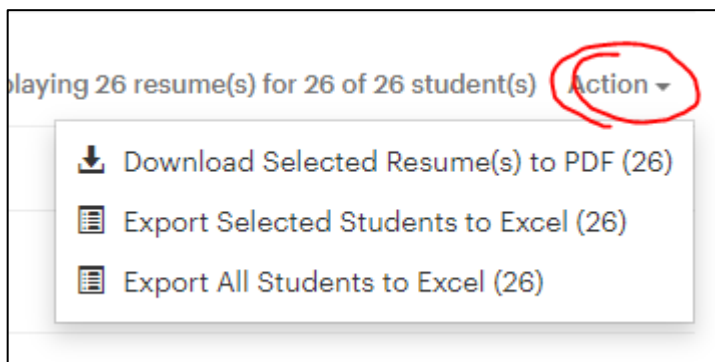 playing 26 resume(s) for 26 of 26 student(s) Action
Download Selected Resume(s) to PDF (26)
Export Selected Students to Excel (26)
Export All Students to Excel (26)